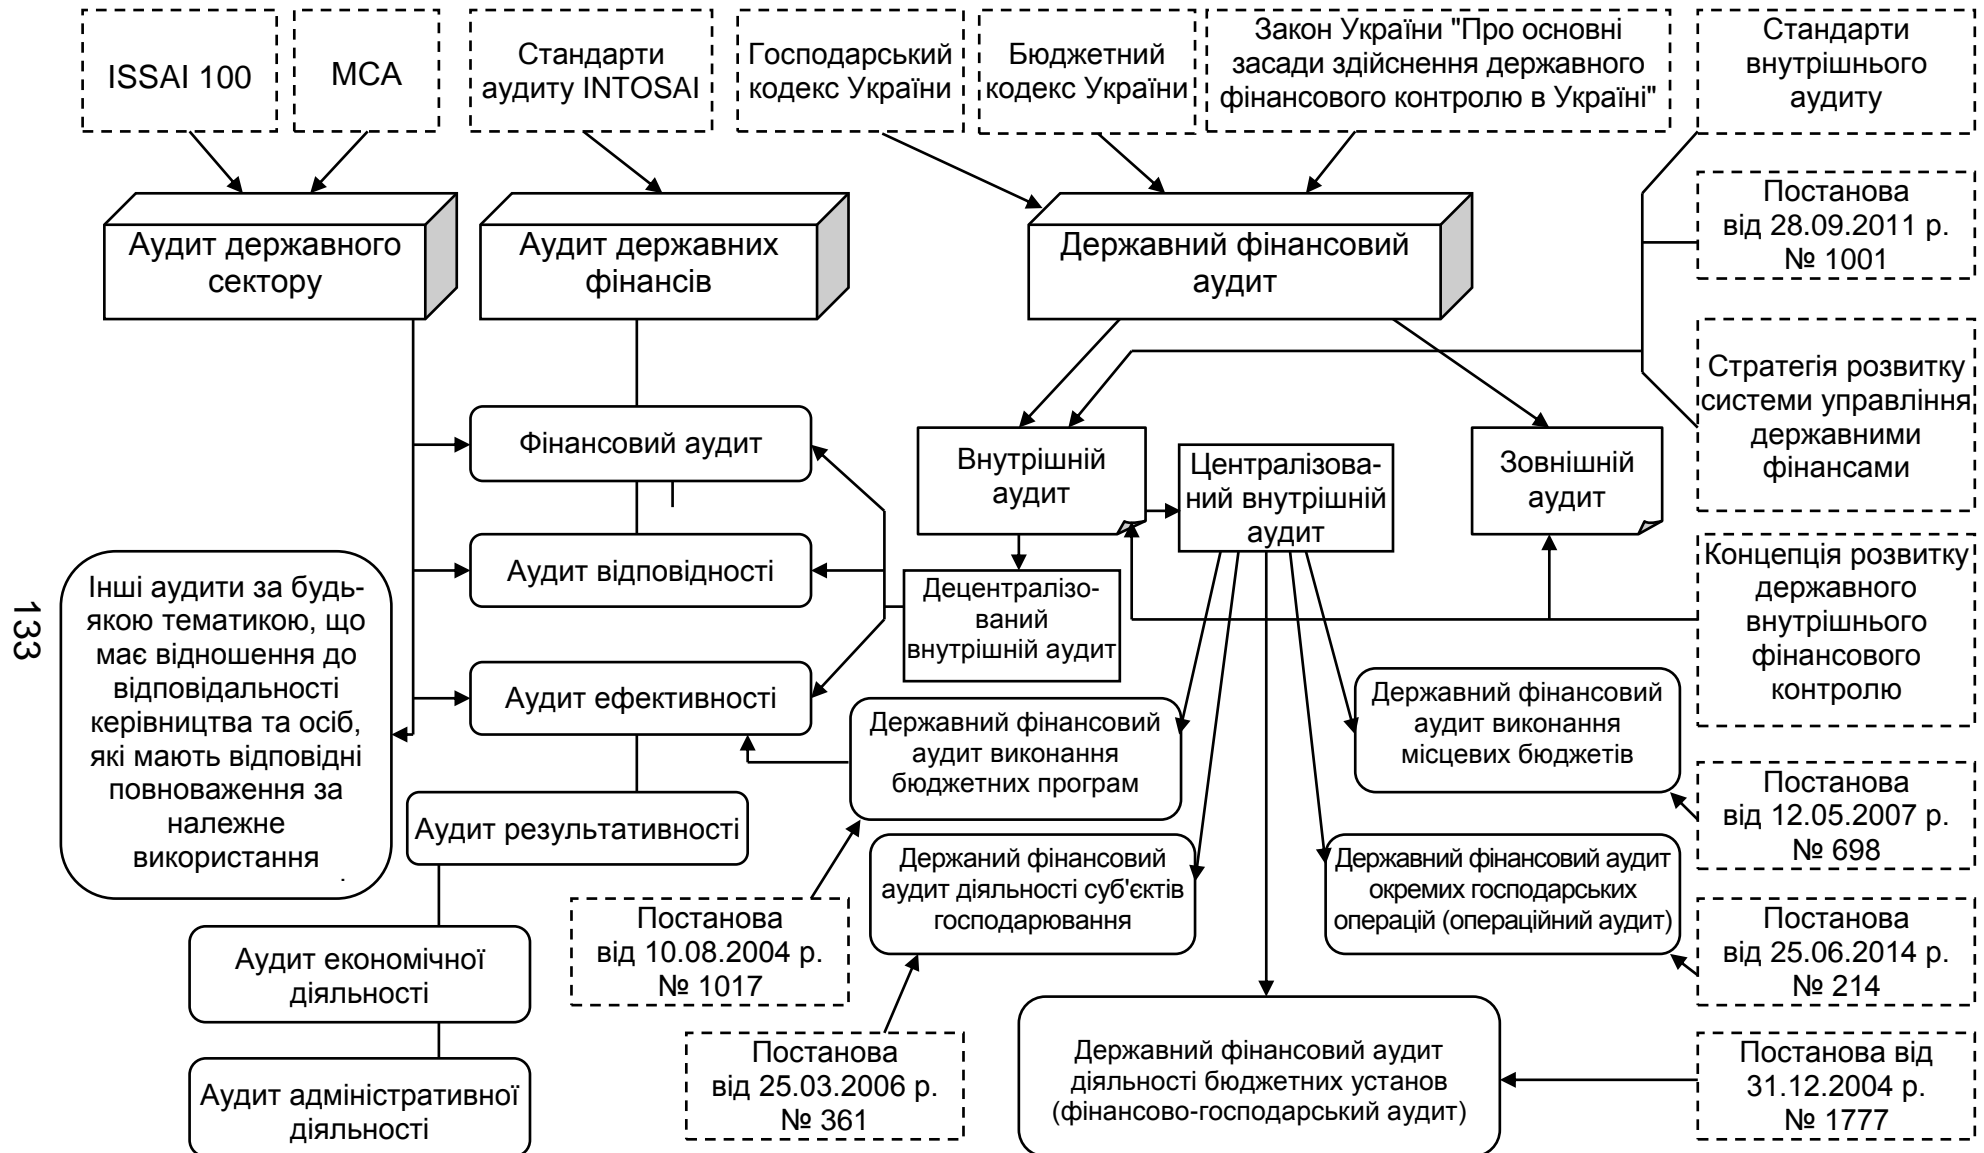 ISSAI 100
МСА
Стандарти
аудиту INTOSAI
Господарський
кодекс України
Бюджетний
кодекс України
Закон України "Про основні
засади здійснення державного
фінансового контролю в Україні"
Стандарти
внутрішнього
аудиту
Аудит державного
сектору
Аудит державних
фінансів
Державний фінансовий
аудит
Постанова
від 28.09.2011 р.
№ 1001
Стратегія розвитку
системи управління
державними
фінансами
Фінансовий аудит
Внутрішній
аудит
Централізова-
ний внутрішній
аудит
Зовнішній
аудит
Аудит відповідності
Децентралізо-
ваний
внутрішній аудит
Концепція розвитку
державного
внутрішнього
фінансового
контролю
Інші аудити за будь-
якою тематикою, що
має відношення до
відповідальності
керівництва та осіб,
які мають відповідні
повноваження за
належне
використання
.
133
Аудит ефективності
Державний фінансовий
аудит виконання
бюджетних програм
Державний фінансовий
аудит виконання
місцевих бюджетів
Аудит результативності
Постанова
від 12.05.2007 р.
№ 698
Держаний фінансовий
аудит діяльності суб'єктів
господарювання
Державний фінансовий аудит
окремих господарських
операцій (операційний аудит)
Постанова
від 10.08.2004 р.
№ 1017
Постанова
від 25.06.2014 р.
№ 214
Аудит економічної
діяльності
Постанова
від 25.03.2006 р.
№ 361
Державний фінансовий аудит
діяльності бюджетних установ
(фінансово-господарський аудит)
Постанова від
31.12.2004 р.
№ 1777
Аудит адміністративної
діяльності